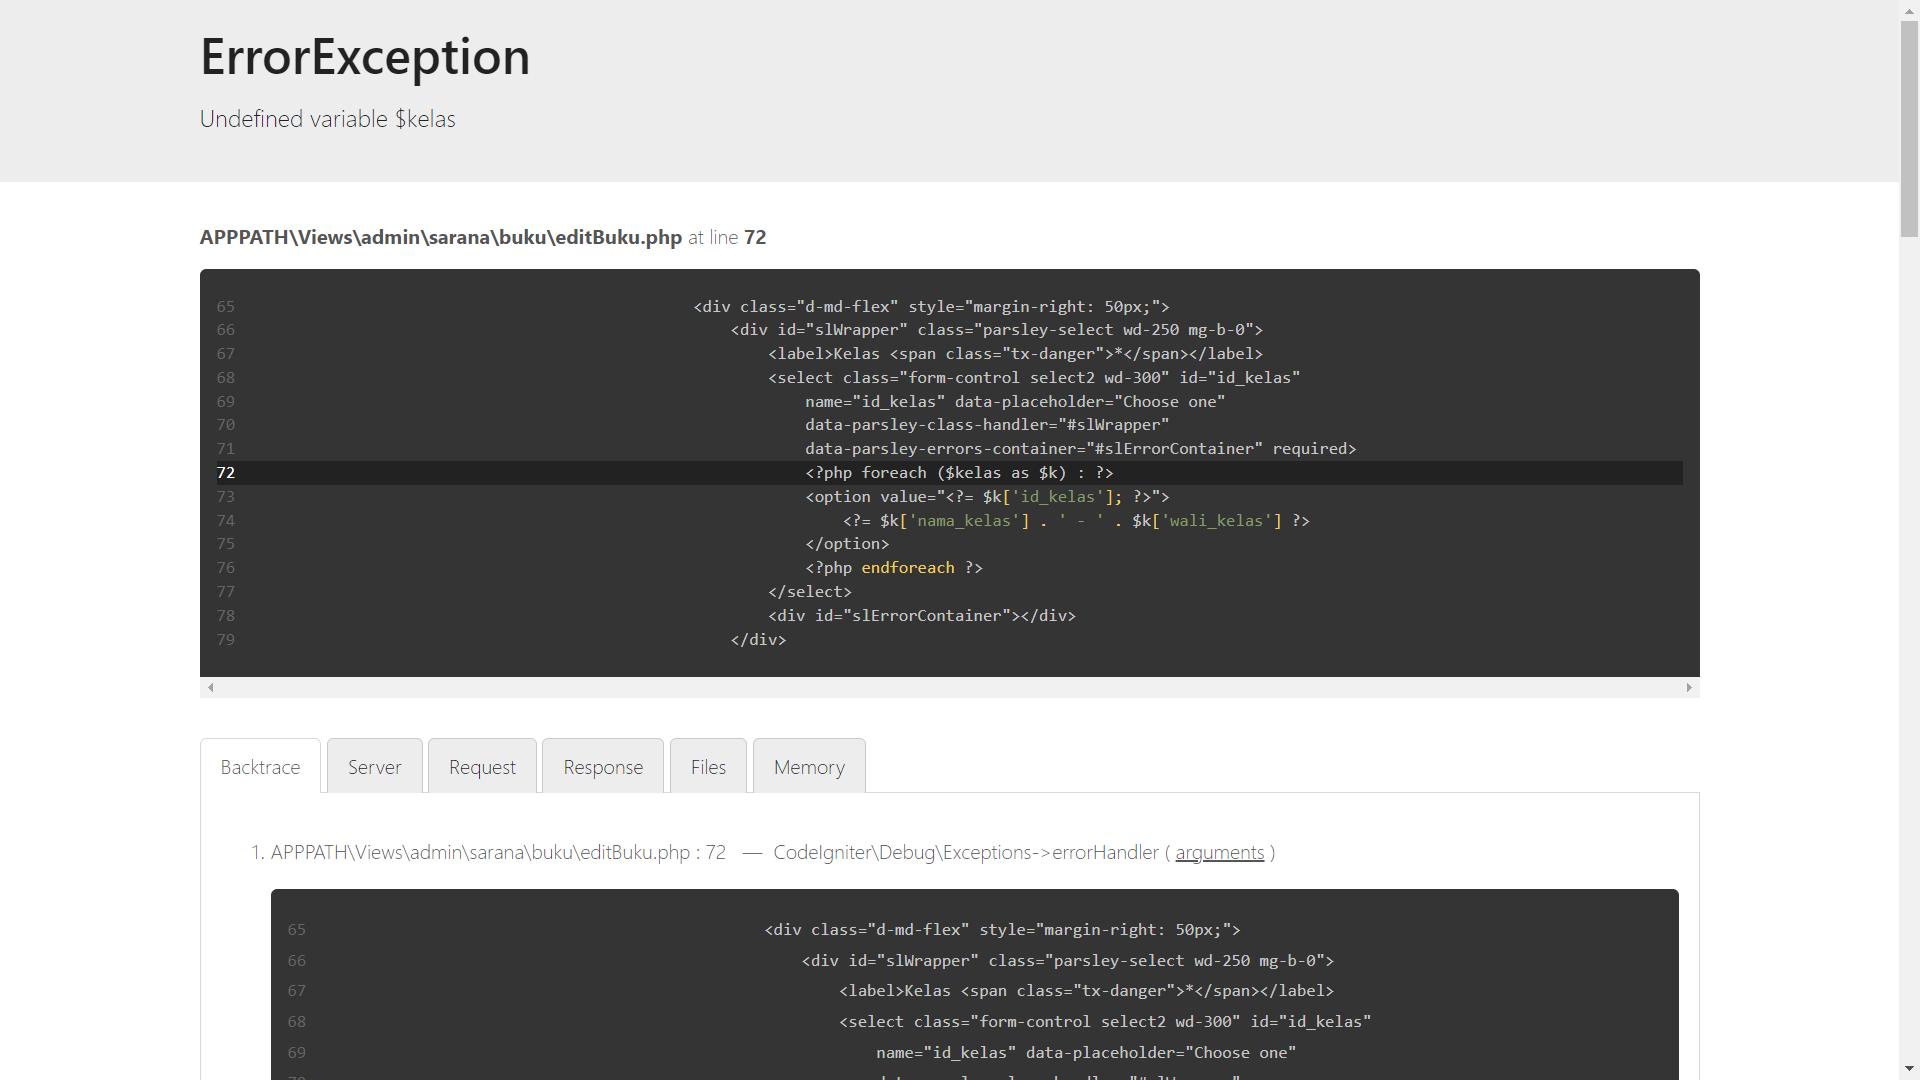 ErrorException
Undefined variable $kelas
APPPATH\Views\admin\sarana\buku\editBuku.php at line 72
65 <div class="d-md-flex" style="margin-right: 50px;">
66 <div id="slWrapper" class="parsley-select wd-250 mg-b-0">
67 <label>Kelas <span class="tx-danger">*</span></label>
68 <select class="form-control select2 wd-300" id="id_kelas"
69 name="id_kelas" data-placeholder="Choose one"
70 data-parsley-class-handler="#slWrapper"
71 data-parsley-errors-container="#slErrorContainer" required>
72 <?php foreach ($kelas as $k) : ?>
73 <option value="<?= $k['id_kelas']; ?>">
74 <?= $k['nama_kelas'] . ' - ' . $k['wali_kelas'] ?>
75 </option>
76 <?php endforeach ?>
77 </select>
78 <div id="slErrorContainer"></div>
79 </div>
Backtrace Server Request Response Files Memory
1. APPPATH\Views\admin\sarana\buku\editBuku.php : 72 — CodeIgniter\Debug\Exceptions->errorHandler ( arguments )
65 <div class="d-md-flex" style="margin-right: 50px;">
66 <div id="slWrapper" class="parsley-select wd-250 mg-b-0">
67 <label>Kelas <span class="tx-danger">*</span></label>
68 <select class="form-control select2 wd-300" id="id_kelas"
69 name="id_kelas" data-placeholder="Choose one"